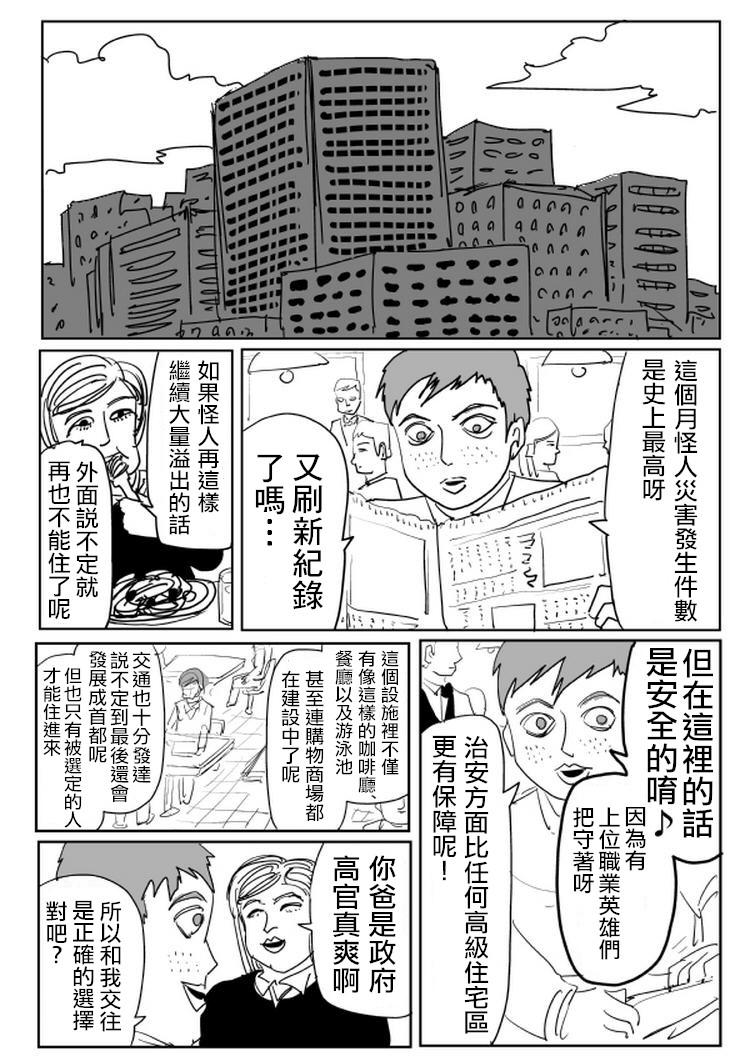 這個月怪人災害發生件數
是史上最高呀
又刷新紀錄
了嗎…
如果怪人再這樣
繼續大量溢出的話
外面說不定就
再也不能住了呢
但在這裡的話
是安全的唷♪
因為有
上位職業英雄們
把守著呀
治安方面比任何高級住宅區
更有保障呢！
這個設施裡不僅
有像這樣的咖啡廳、
餐廳以及游泳池
甚至連購物商場都
在建設中了呢
交通也十分發達
說不定到最後還會
發展成首都呢
但也只有被選定的人
才能住進來
你爸是政府
高官真爽啊
所以和我交往
是正確的選擇
對吧？